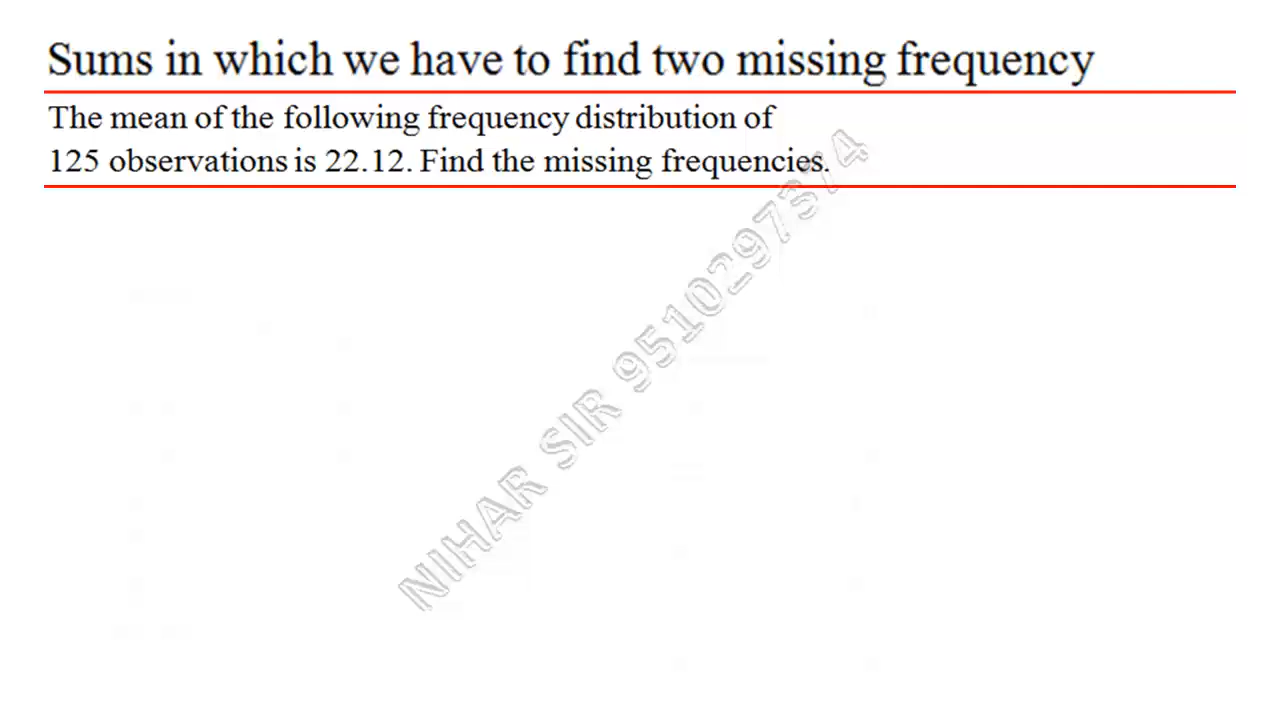 Sums in which we have to find two missing frequency
The mean of the following frequency distribution of
125 observations is 22.12. Find the missing frequencies.
NIHAR SIR 9510297374